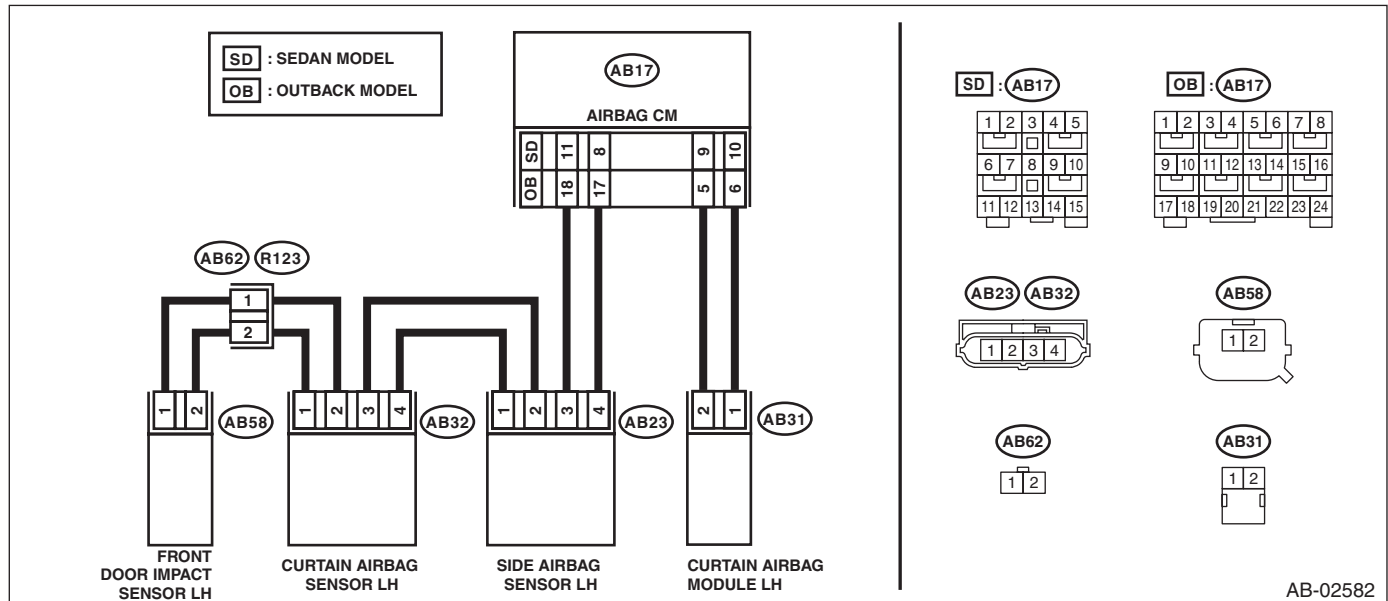 SD : SEDAN MODEL
OB : OUTBACK MODEL
AB17
AIRBAG CM
SD 11 8 9 10
OB 18 17 5 6
AB62 R123
1
2
1 2 AB58
1 2 3 4 AB32
1 2 3 4 AB23
2 1 AB31
FRONT
DOOR IMPACT
SENSOR LH
CURTAIN AIRBAG
SENSOR LH
SIDE AIRBAG
SENSOR LH
CURTAIN AIRBAG
MODULE LH
SD : AB17
1 2 3 4 5
6 7 8 9 10
11 12 13 14 15
OB : AB17
1 2 3 4 5 6 7 8
9 10 11 12 13 14 15 16
17 18 19 20 21 22 23 24
AB23 AB32
1 2 3 4
AB58
1 2
AB62
1 2
AB31
1 2
AB-02582